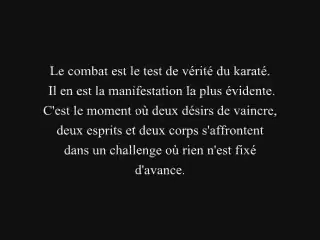 Le combat est le test de vérité du karaté.
Il en est la manifestation la plus évidente.
C'est le moment où deux désirs de vaincre,
deux esprits et deux corps s'affrontent
dans un challenge où rien n'est fixé
d'avance.